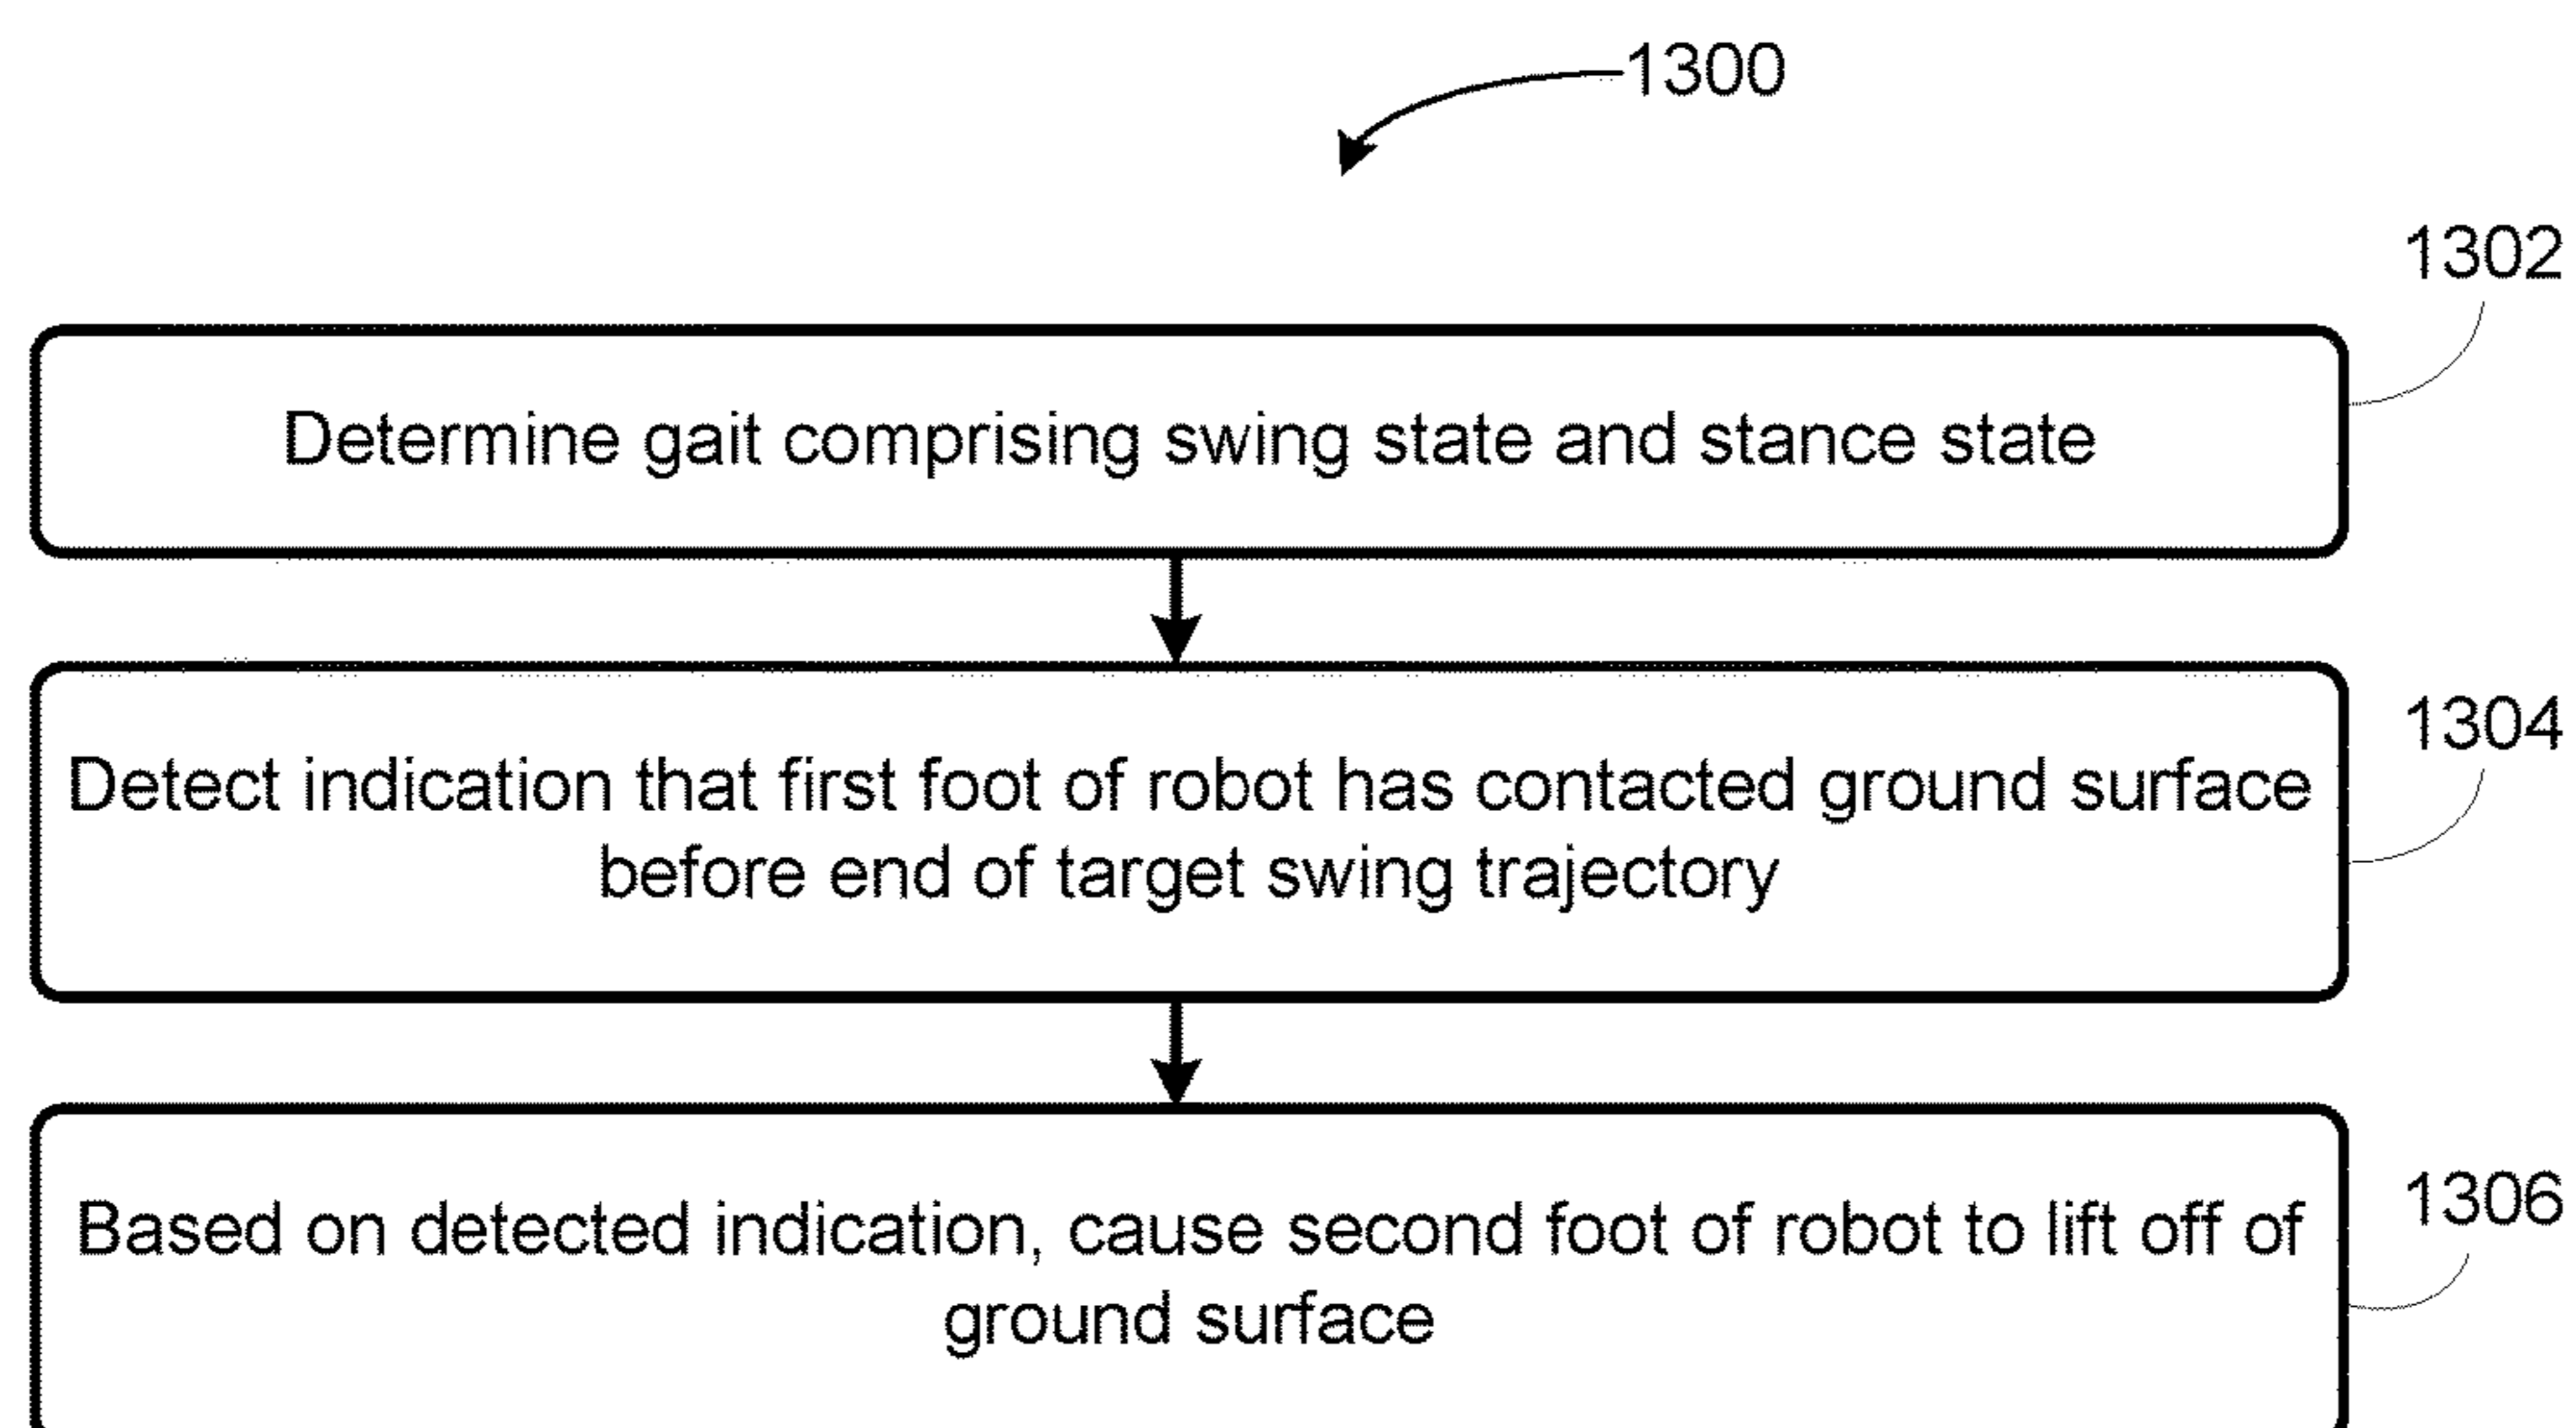 1300
1302
Determine gait comprising swing state and stance state
1304
Detect indication that first foot of robot has contacted ground surface
before end of target swing trajectory
1306
Based on detected indication, cause second foot of robot to lift off of
ground surface